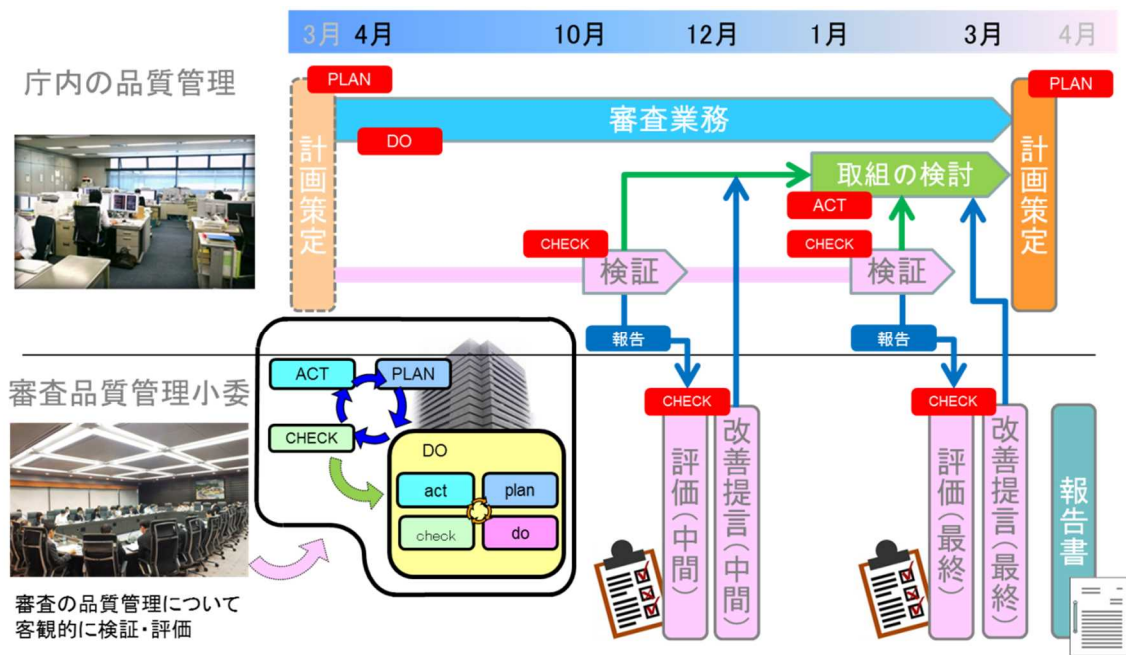 3月 4月 10月 12月 1月 3月 4月
庁内の品質管理
PLAN
計画策定
審査業務
DO
取組の検討
ACT
CHECK
検証
CHECK
検証
PLAN
計画策定
報告
報告
審査品質管理小委
ACT
PLAN
CHECK
DO
act
plan
check
do
CHECK
評価(中間)
改善提言(中間)
CHECK
評価(最終)
改善提言(最終)
報告書
審査の品質管理について
客観的に検証・評価